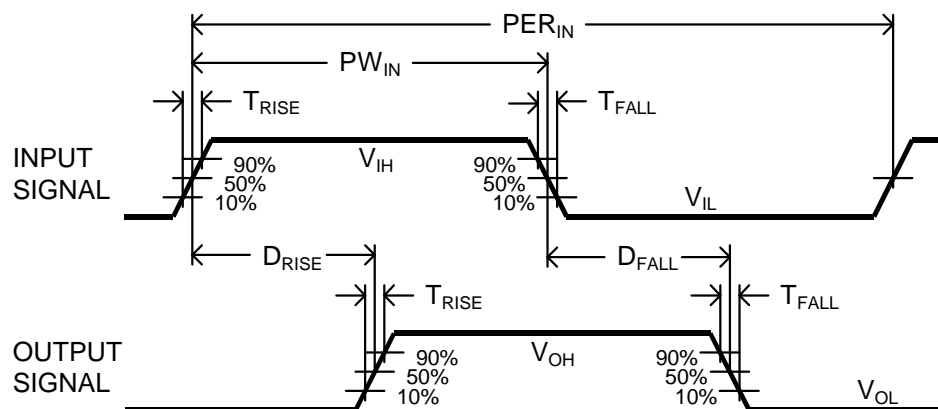 PER_IN
PW_IN
T_RISE
T_FALL
INPUT
SIGNAL
V_IH
90%
50%
10%
90%
50%
10%
V_IL
D_RISE
D_FALL
T_RISE
T_FALL
OUTPUT
SIGNAL
V_OH
90%
50%
10%
90%
50%
10%
V_OL